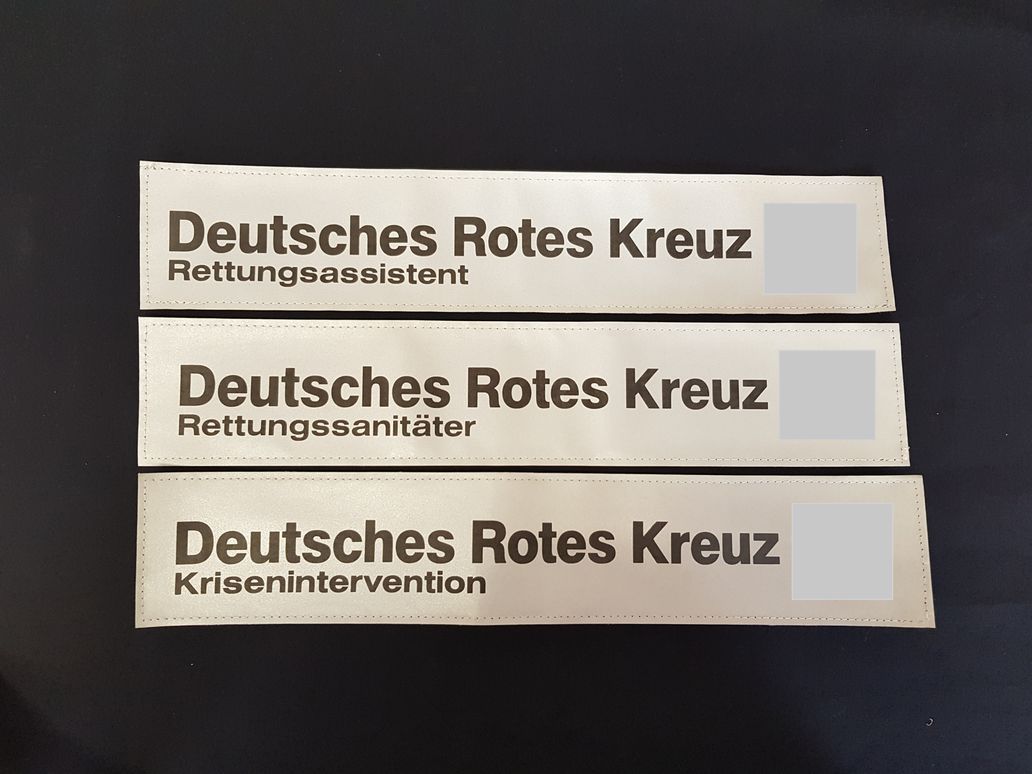 Deutsches Rotes Kreuz
Rettungsassistent
Deutsches Rotes Kreuz
Rettungssanitäter
Deutsches Rotes Kreuz
Krisenintervention